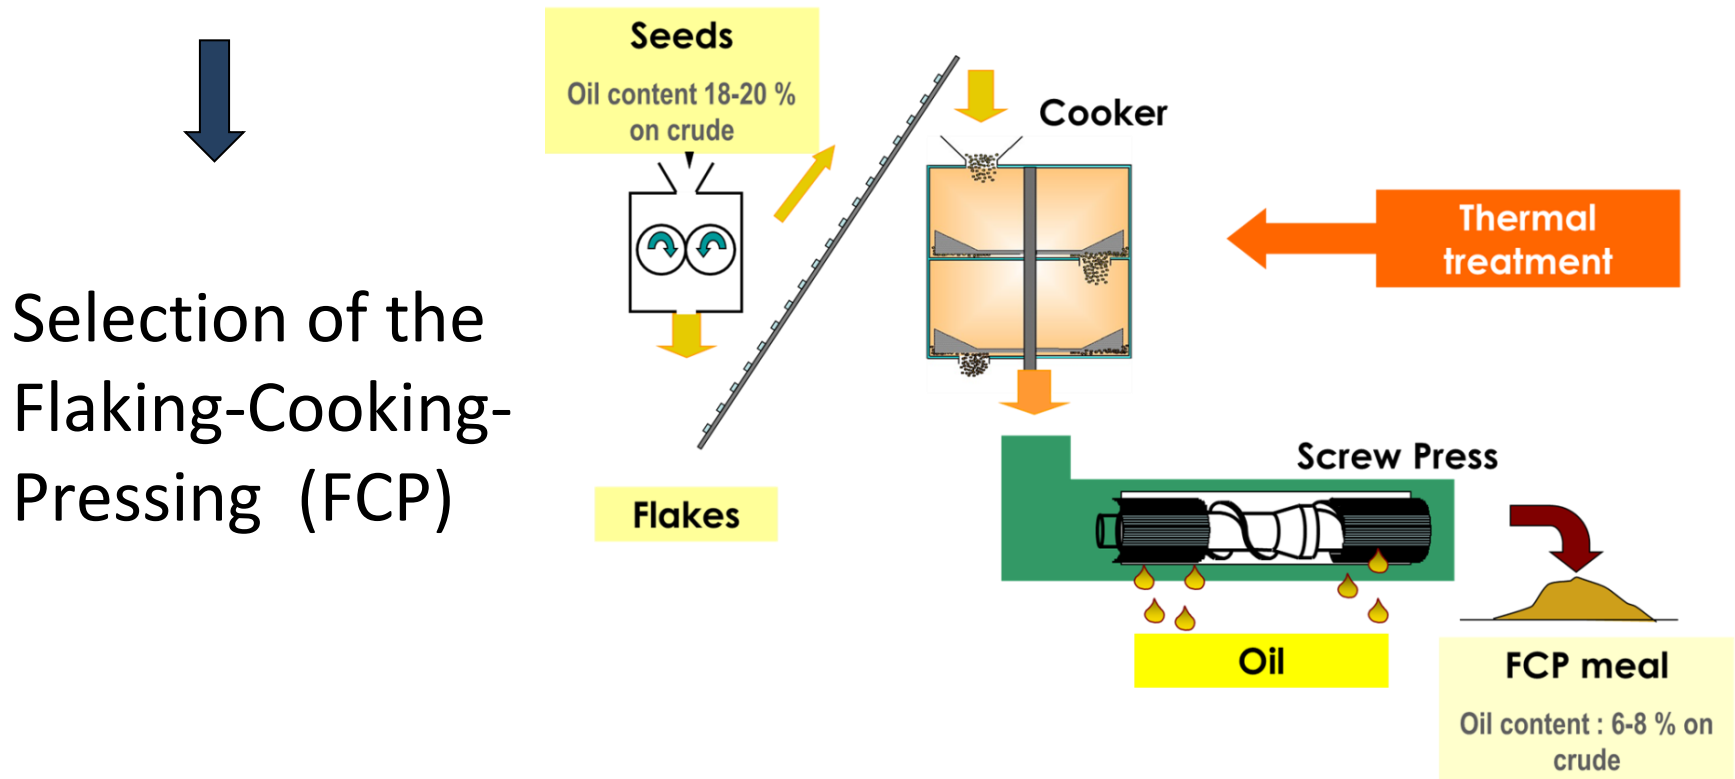 Selection of the
Flaking-Cooking-
Pressing (FCP)
Seeds
Oil content 18-20 %
on crude
Cooker
Thermal
treatment
Flakes
Screw Press
Oil
FCP meal
Oil content : 6-8 % on
crude